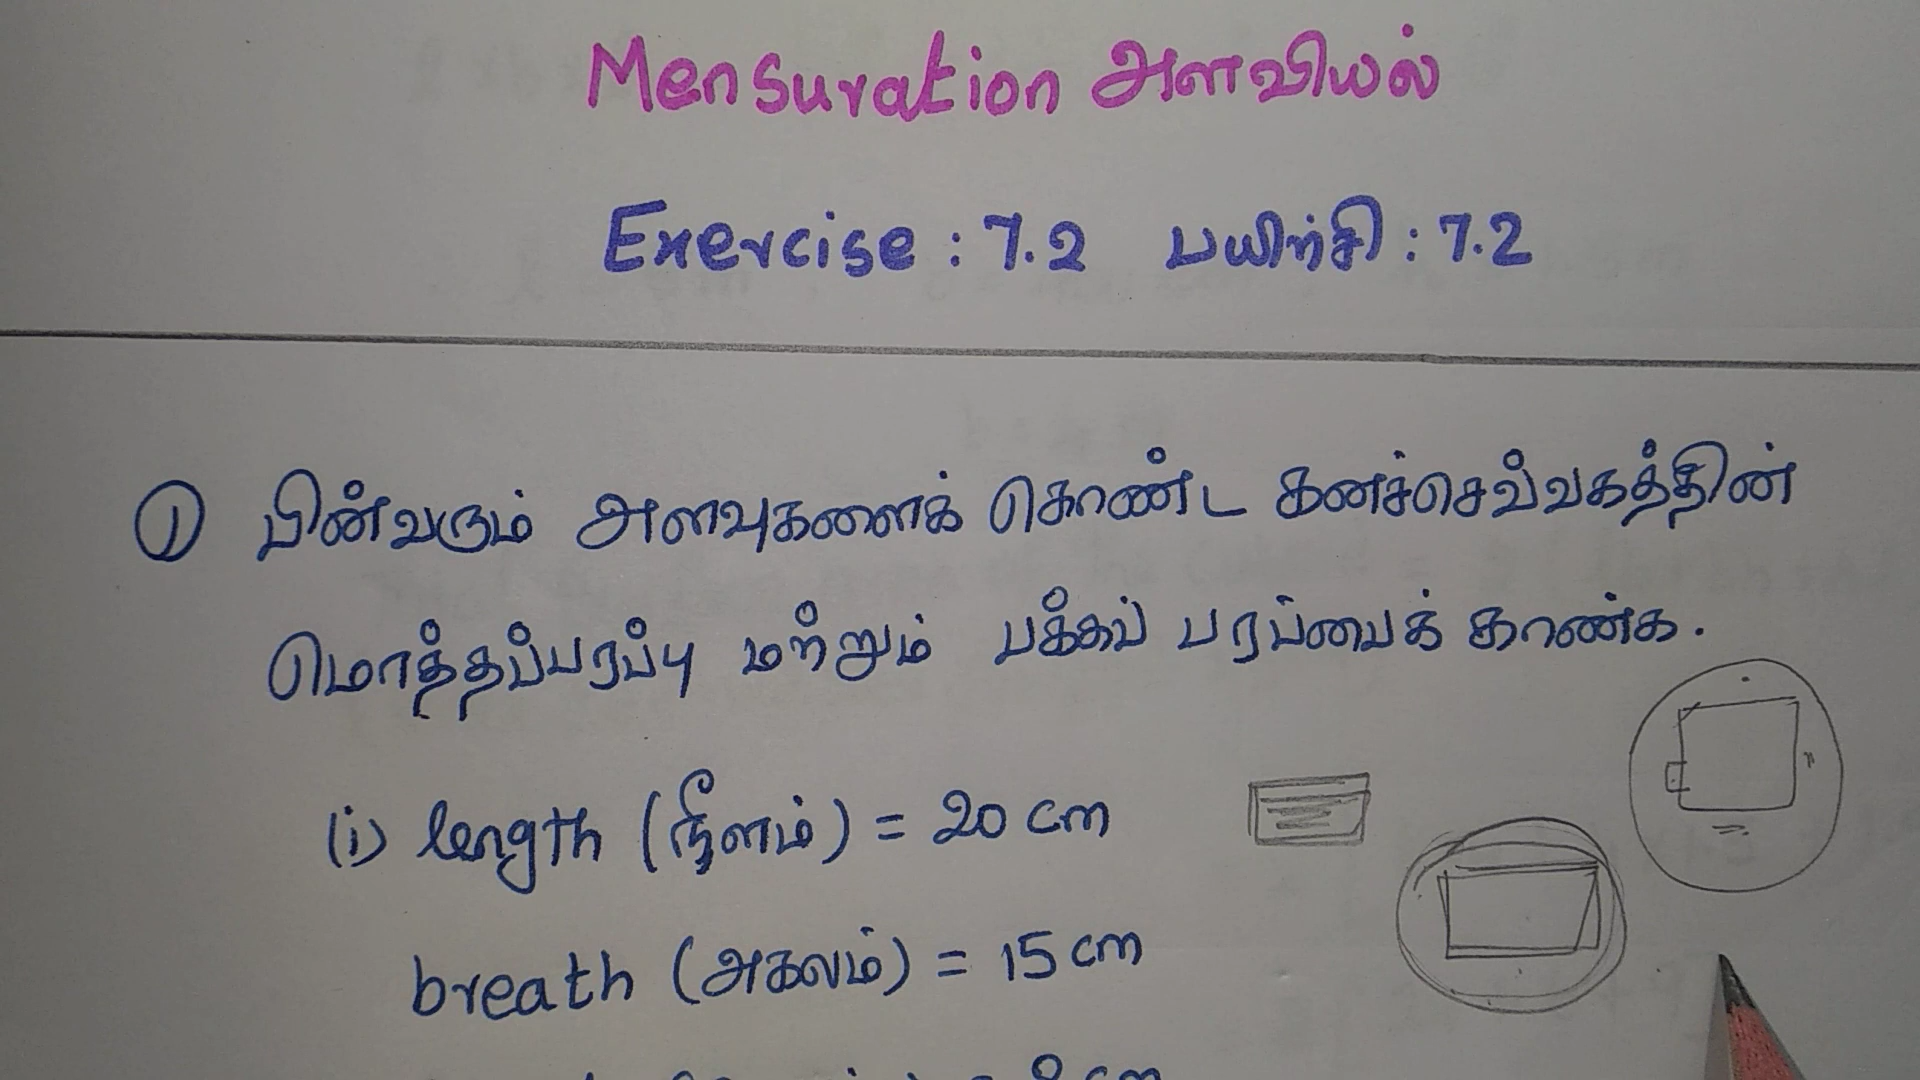 Mensuration அளவியல்
Exercise : 7.2 பயிற்சி : 7.2
① பின்வரும் அளவுகளைக் கொண்ட கனச்செவ்வகத்தின்
மொத்தப்பரப்பு மற்றும் பக்கப் பரப்பைக் காண்க.
(i) length (நீளம்) = 20 cm
breath (அகலம்) = 15 cm